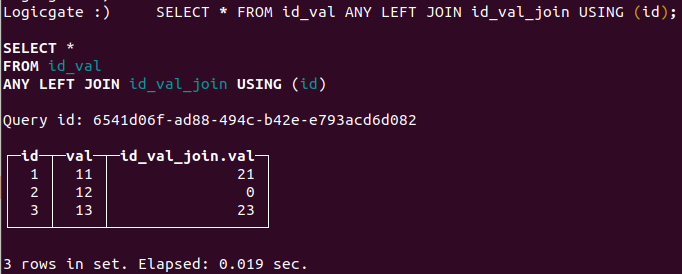 Logicgate :)     SELECT * FROM id_val ANY LEFT JOIN id_val_join USING (id);
SELECT *
FROM id_val
ANY LEFT JOIN id_val_join USING (id)
Query id: 6541d06f-ad88-494c-b42e-e793acd6d082
id val id_val_join.val
1 11 21
2 12 0
3 13 23
3 rows in set. Elapsed: 0.019 sec.